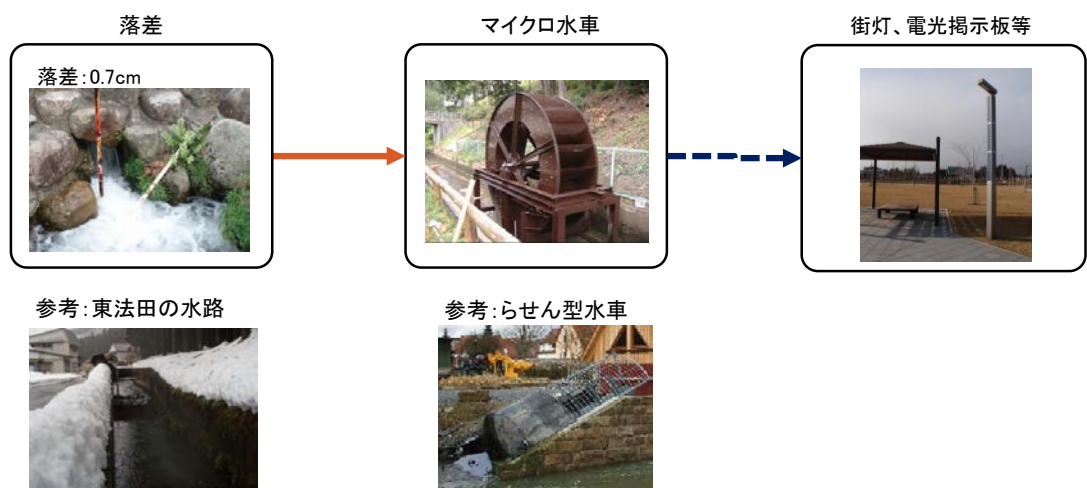 落差
マイクロ水車
街灯、電光掲示板等
落差:0.7cm
参考:東法田の水路
参考:らせん型水車